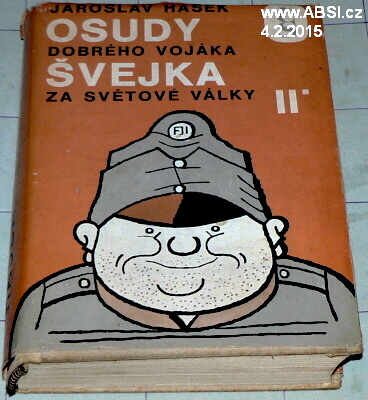 JAROSLAV HAŠEK
www.ABSI.cz
OSUDY
4.2.2015
DOBRÉHO VOJÁKA
ŠVEJKA
ZA SVĚTOVÉ VÁLKY
II
FJI